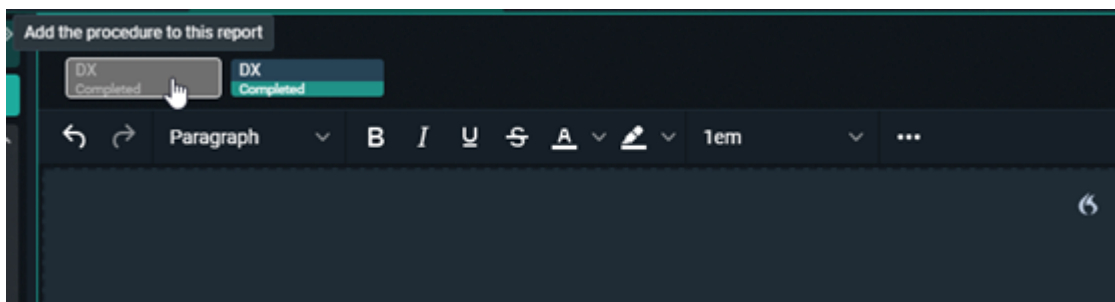 Add the procedure to this report
DX
Completed
DX
Completed
Paragraph B I U S A 1em